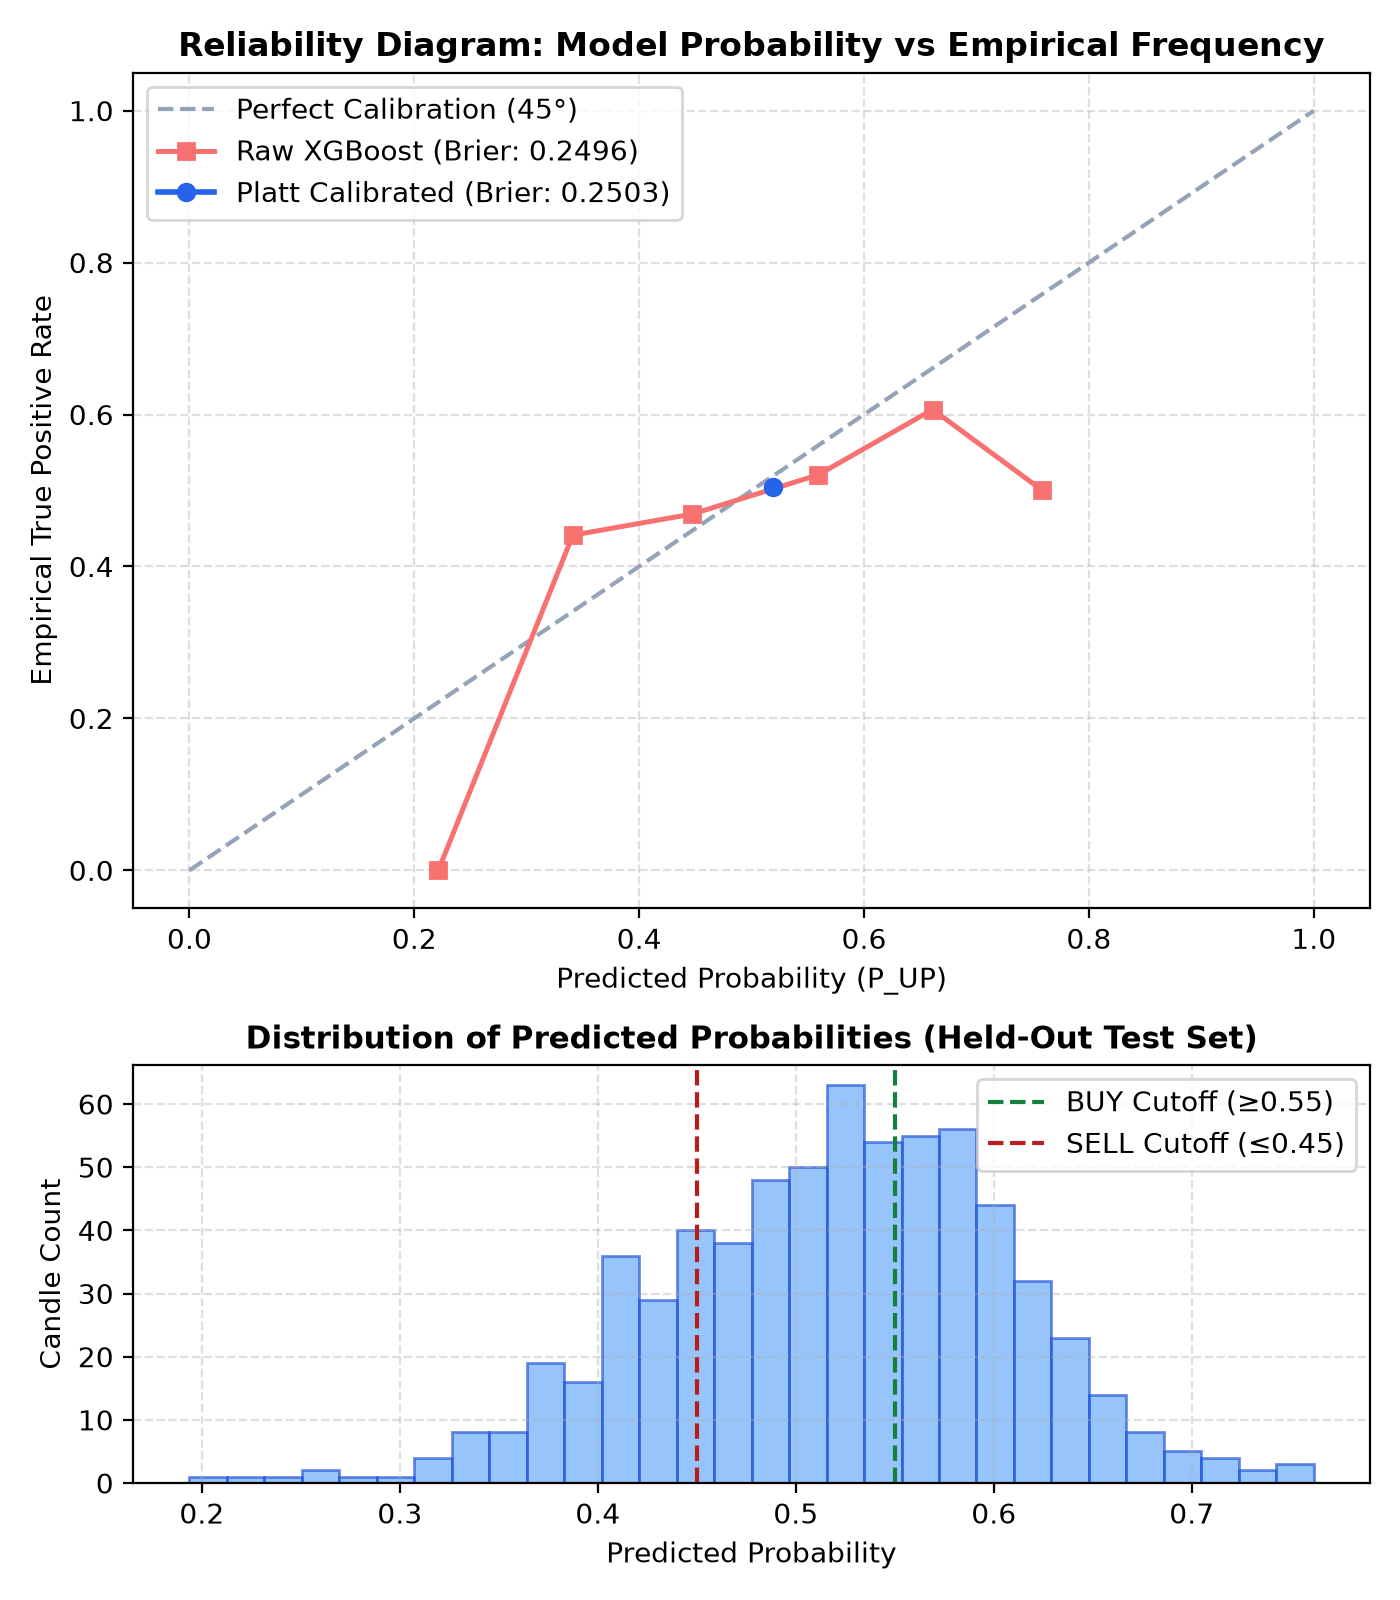 Reliability Diagram: Model Probability vs Empirical Frequency
Perfect Calibration (45°)
Raw XGBoost (Brier: 0.2496)
Platt Calibrated (Brier: 0.2503)
Empirical True Positive Rate
1.0
0.8
0.6
0.4
0.2
0.0
0.0 0.2 0.4 0.6 0.8 1.0
Predicted Probability (P_UP)
Distribution of Predicted Probabilities (Held-Out Test Set)
BUY Cutoff (≥0.55)
SELL Cutoff (≤0.45)
Candle Count
60
50
40
30
20
10
0
0.2 0.3 0.4 0.5 0.6 0.7
Predicted Probability